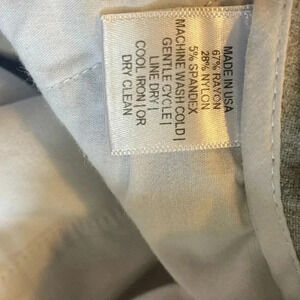 MADE IN USA
67% RAYON
28% NYLON
5% SPANDEX
MACHINE WASH COLD |
GENTLE CYCLE |
LINE DRY |
COOL IRON | OR
DRY CLEAN